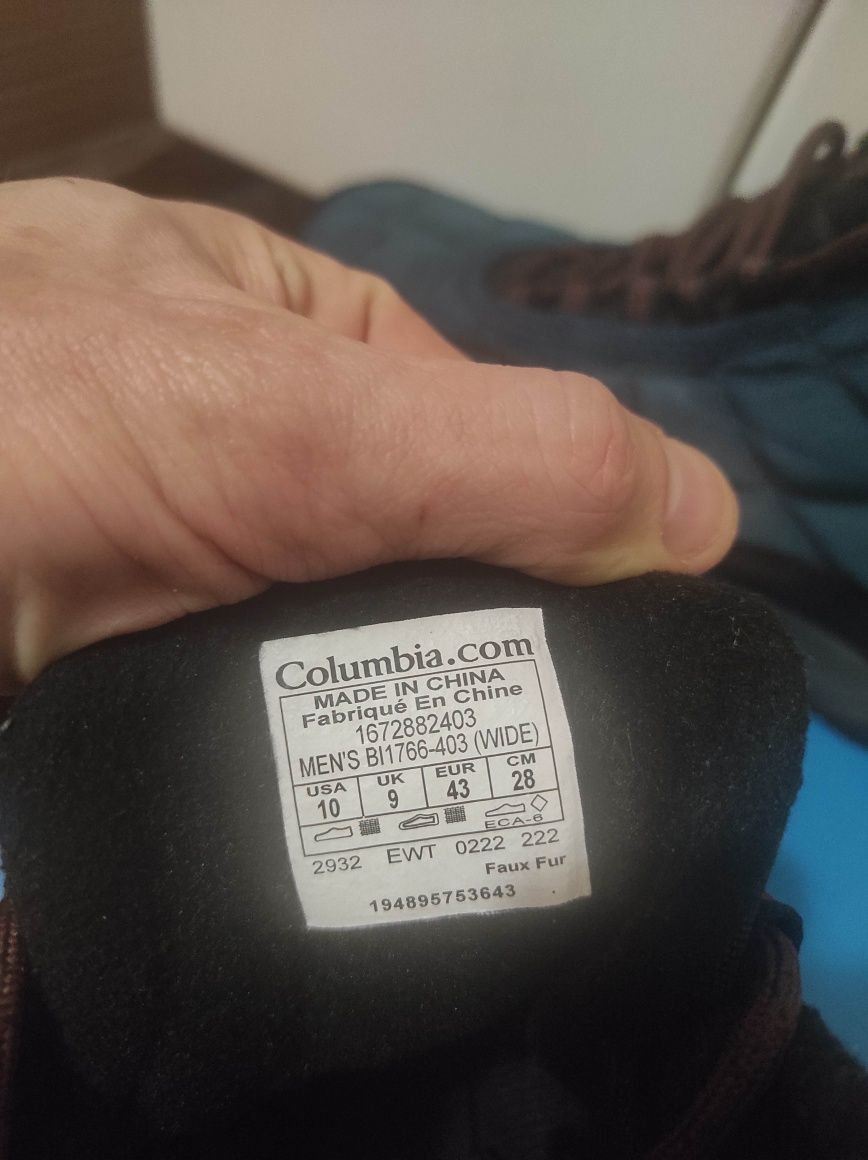 Columbia.com
MADE IN CHINA
Fabriqué En Chine
1672882403
MEN'S BI1766-403 (WIDE)
USA UK EUR CM
10 9 43 28
ECA-6
2932 EWT 0222 222
Faux Fur
194895753643